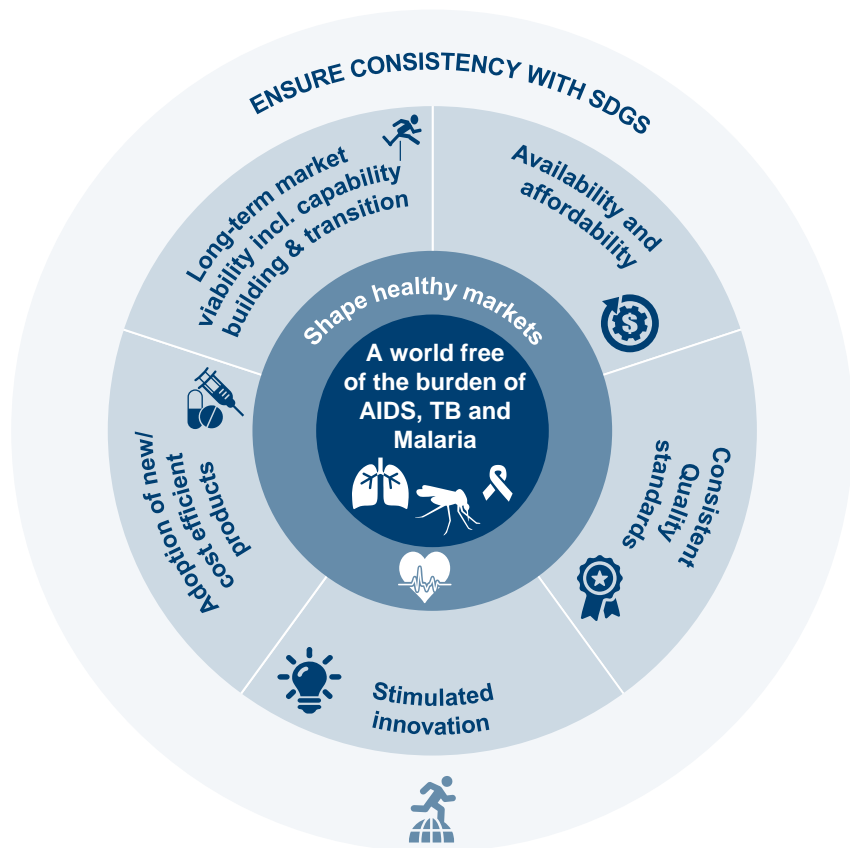 ENSURE CONSISTENCY WITH SDGS
Long-term market
viability incl. capability
building & transition
Availability and
affordability
$
Shape healthy markets
A world free
of the burden of
AIDS, TB and
Malaria
Adoption of new/
cost efficient
products
Consistent
Quality
standards
Stimulated
innovation